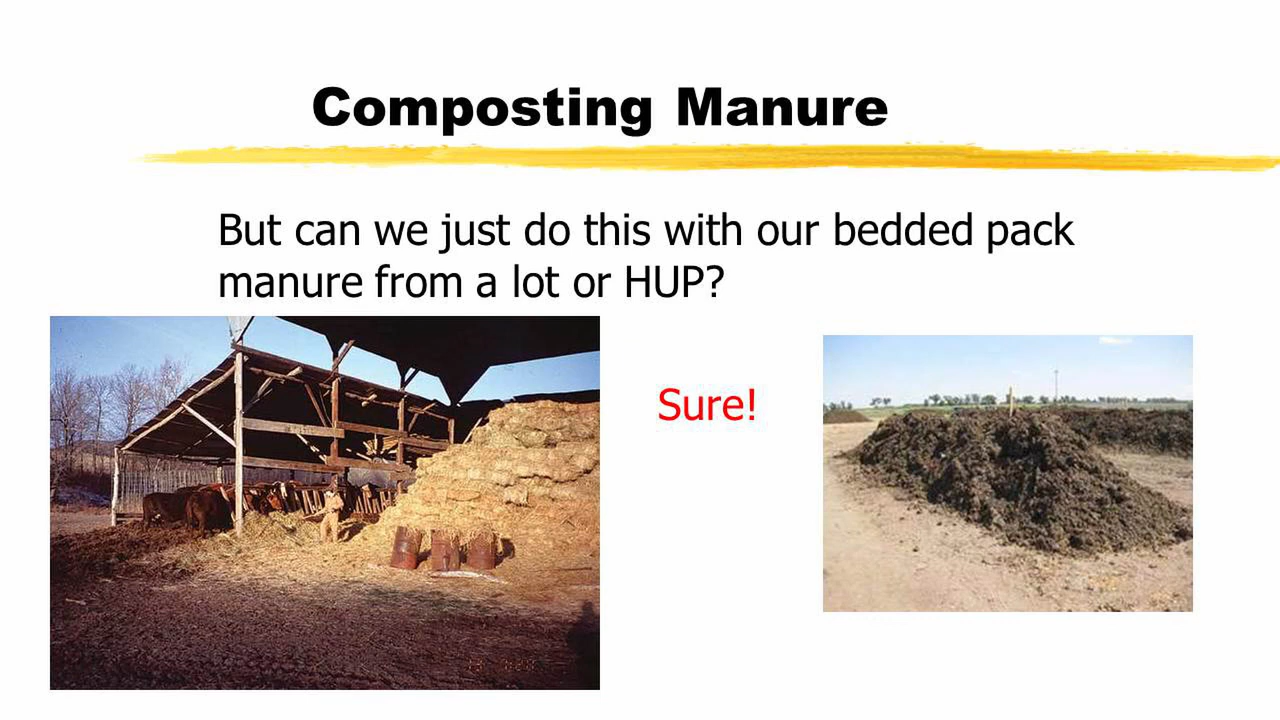 Composting Manure
But can we just do this with our bedded pack
manure from a lot or HUP?
Sure!